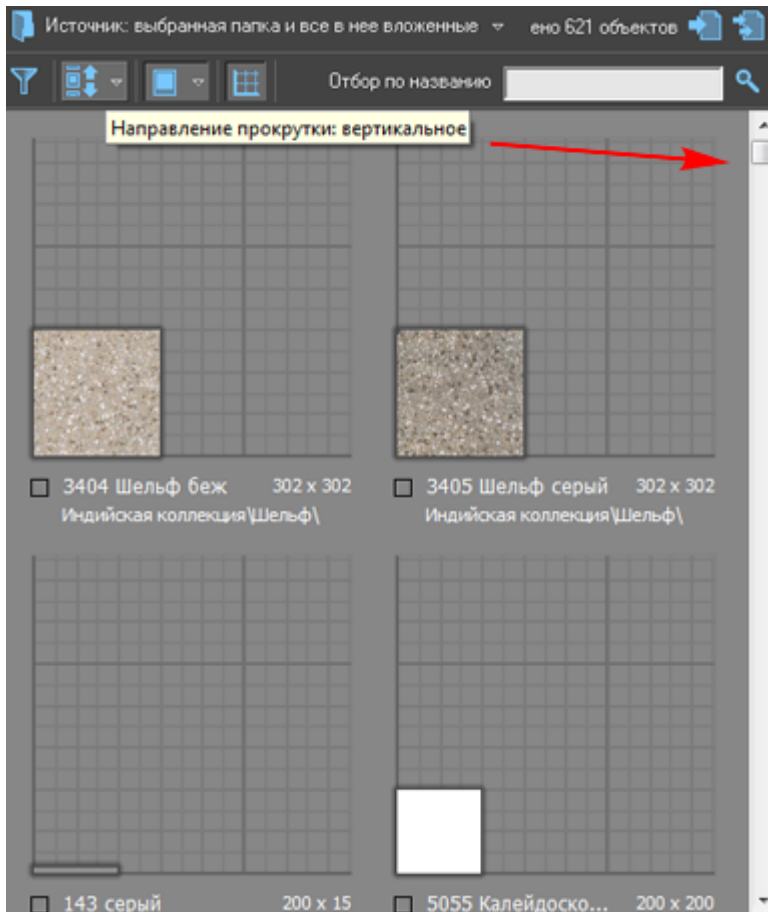 Источник: выбранная папка и все в нее вложенные ено 621 объектов
Отбор по названию
Направление прокрутки: вертикальное
3404 Шельф беж 302 x 302 3405 Шельф серый 302 x 302
Индийская коллекция\Шельф\ Индийская коллекция\Шельф\
143 серый 200 x 15 5055 Калейдоско... 200 x 200